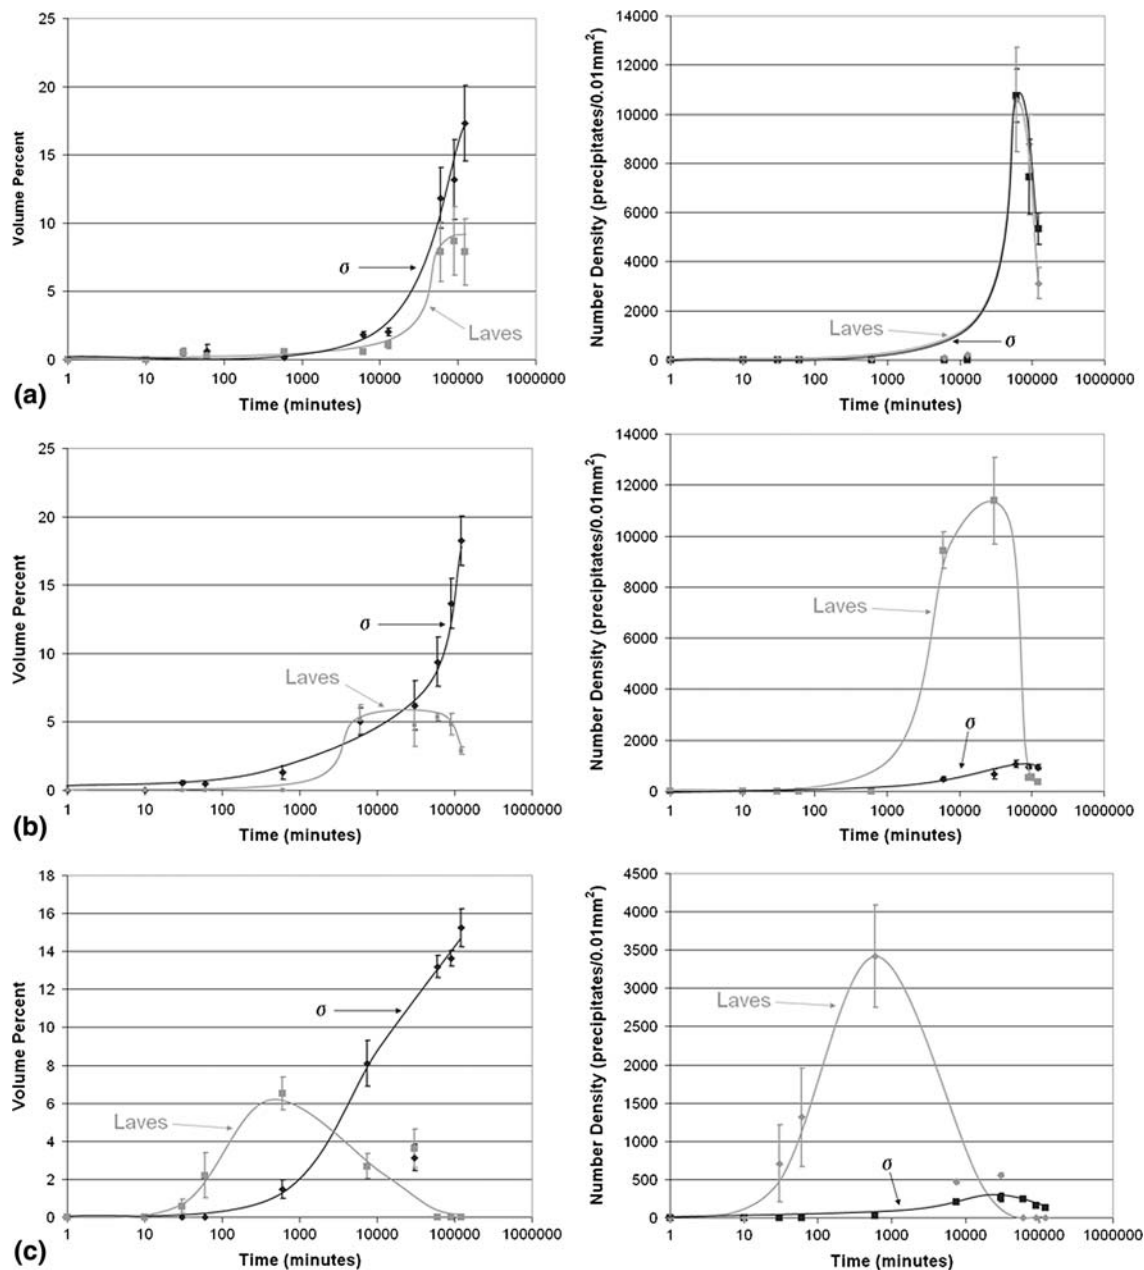 25
20
15
10
5
0
Volume Percent
σ
Laves
1 10 100 1000 10000 100000 1000000
Time (minutes)
(a)
14000
12000
10000
8000
6000
4000
2000
0
Number Density (precipitates/0.01mm²)
Laves
σ
1 10 100 1000 10000 100000 1000000
Time (minutes)
25
20
15
10
5
0
Volume Percent
σ
Laves
1 10 100 1000 10000 100000 1000000
Time (minutes)
(b)
14000
12000
10000
8000
6000
4000
2000
0
Number Density (precipitates/0.01mm²)
Laves
σ
1 10 100 1000 10000 100000 1000000
Time (minutes)
18
16
14
12
10
8
6
4
2
0
Volume Percent
σ
Laves
1 10 100 1000 10000 100000 1000000
Time (minutes)
(c)
4500
4000
3500
3000
2500
2000
1500
1000
500
0
Number Density (precipitates/0.01mm²)
Laves
σ
1 10 100 1000 10000 100000 1000000
Time (minutes)